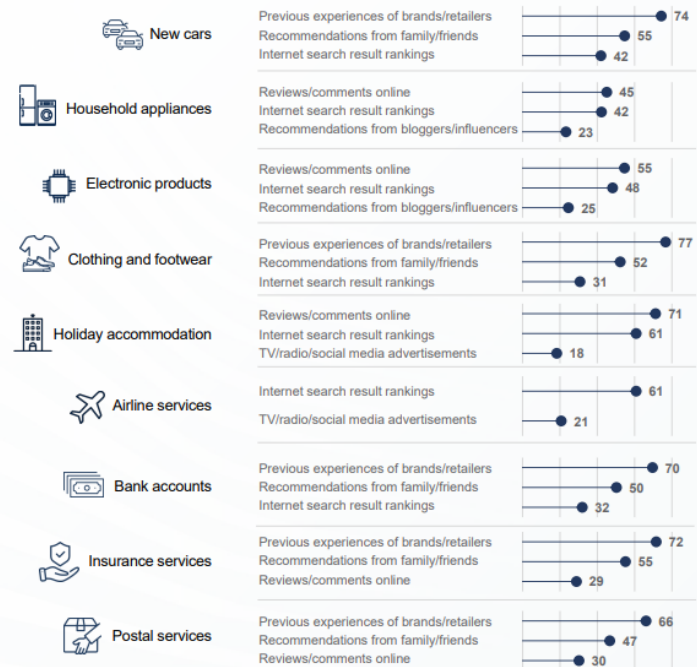 New cars
Previous experiences of brands/retailers 74
Recommendations from family/friends 55
Internet search result rankings 42
Household appliances
Reviews/comments online 45
Internet search result rankings 42
Recommendations from bloggers/influencers 23
Electronic products
Reviews/comments online 55
Internet search result rankings 48
Recommendations from bloggers/influencers 25
Clothing and footwear
Previous experiences of brands/retailers 77
Recommendations from family/friends 52
Internet search result rankings 31
Holiday accommodation
Reviews/comments online 71
Internet search result rankings 61
TV/radio/social media advertisements 18
Airline services
Internet search result rankings 61
TV/radio/social media advertisements 21
Bank accounts
Previous experiences of brands/retailers 70
Recommendations from family/friends 50
Internet search result rankings 32
Insurance services
Previous experiences of brands/retailers 72
Recommendations from family/friends 55
Reviews/comments online 29
Postal services
Previous experiences of brands/retailers 66
Recommendations from family/friends 47
Reviews/comments online 30